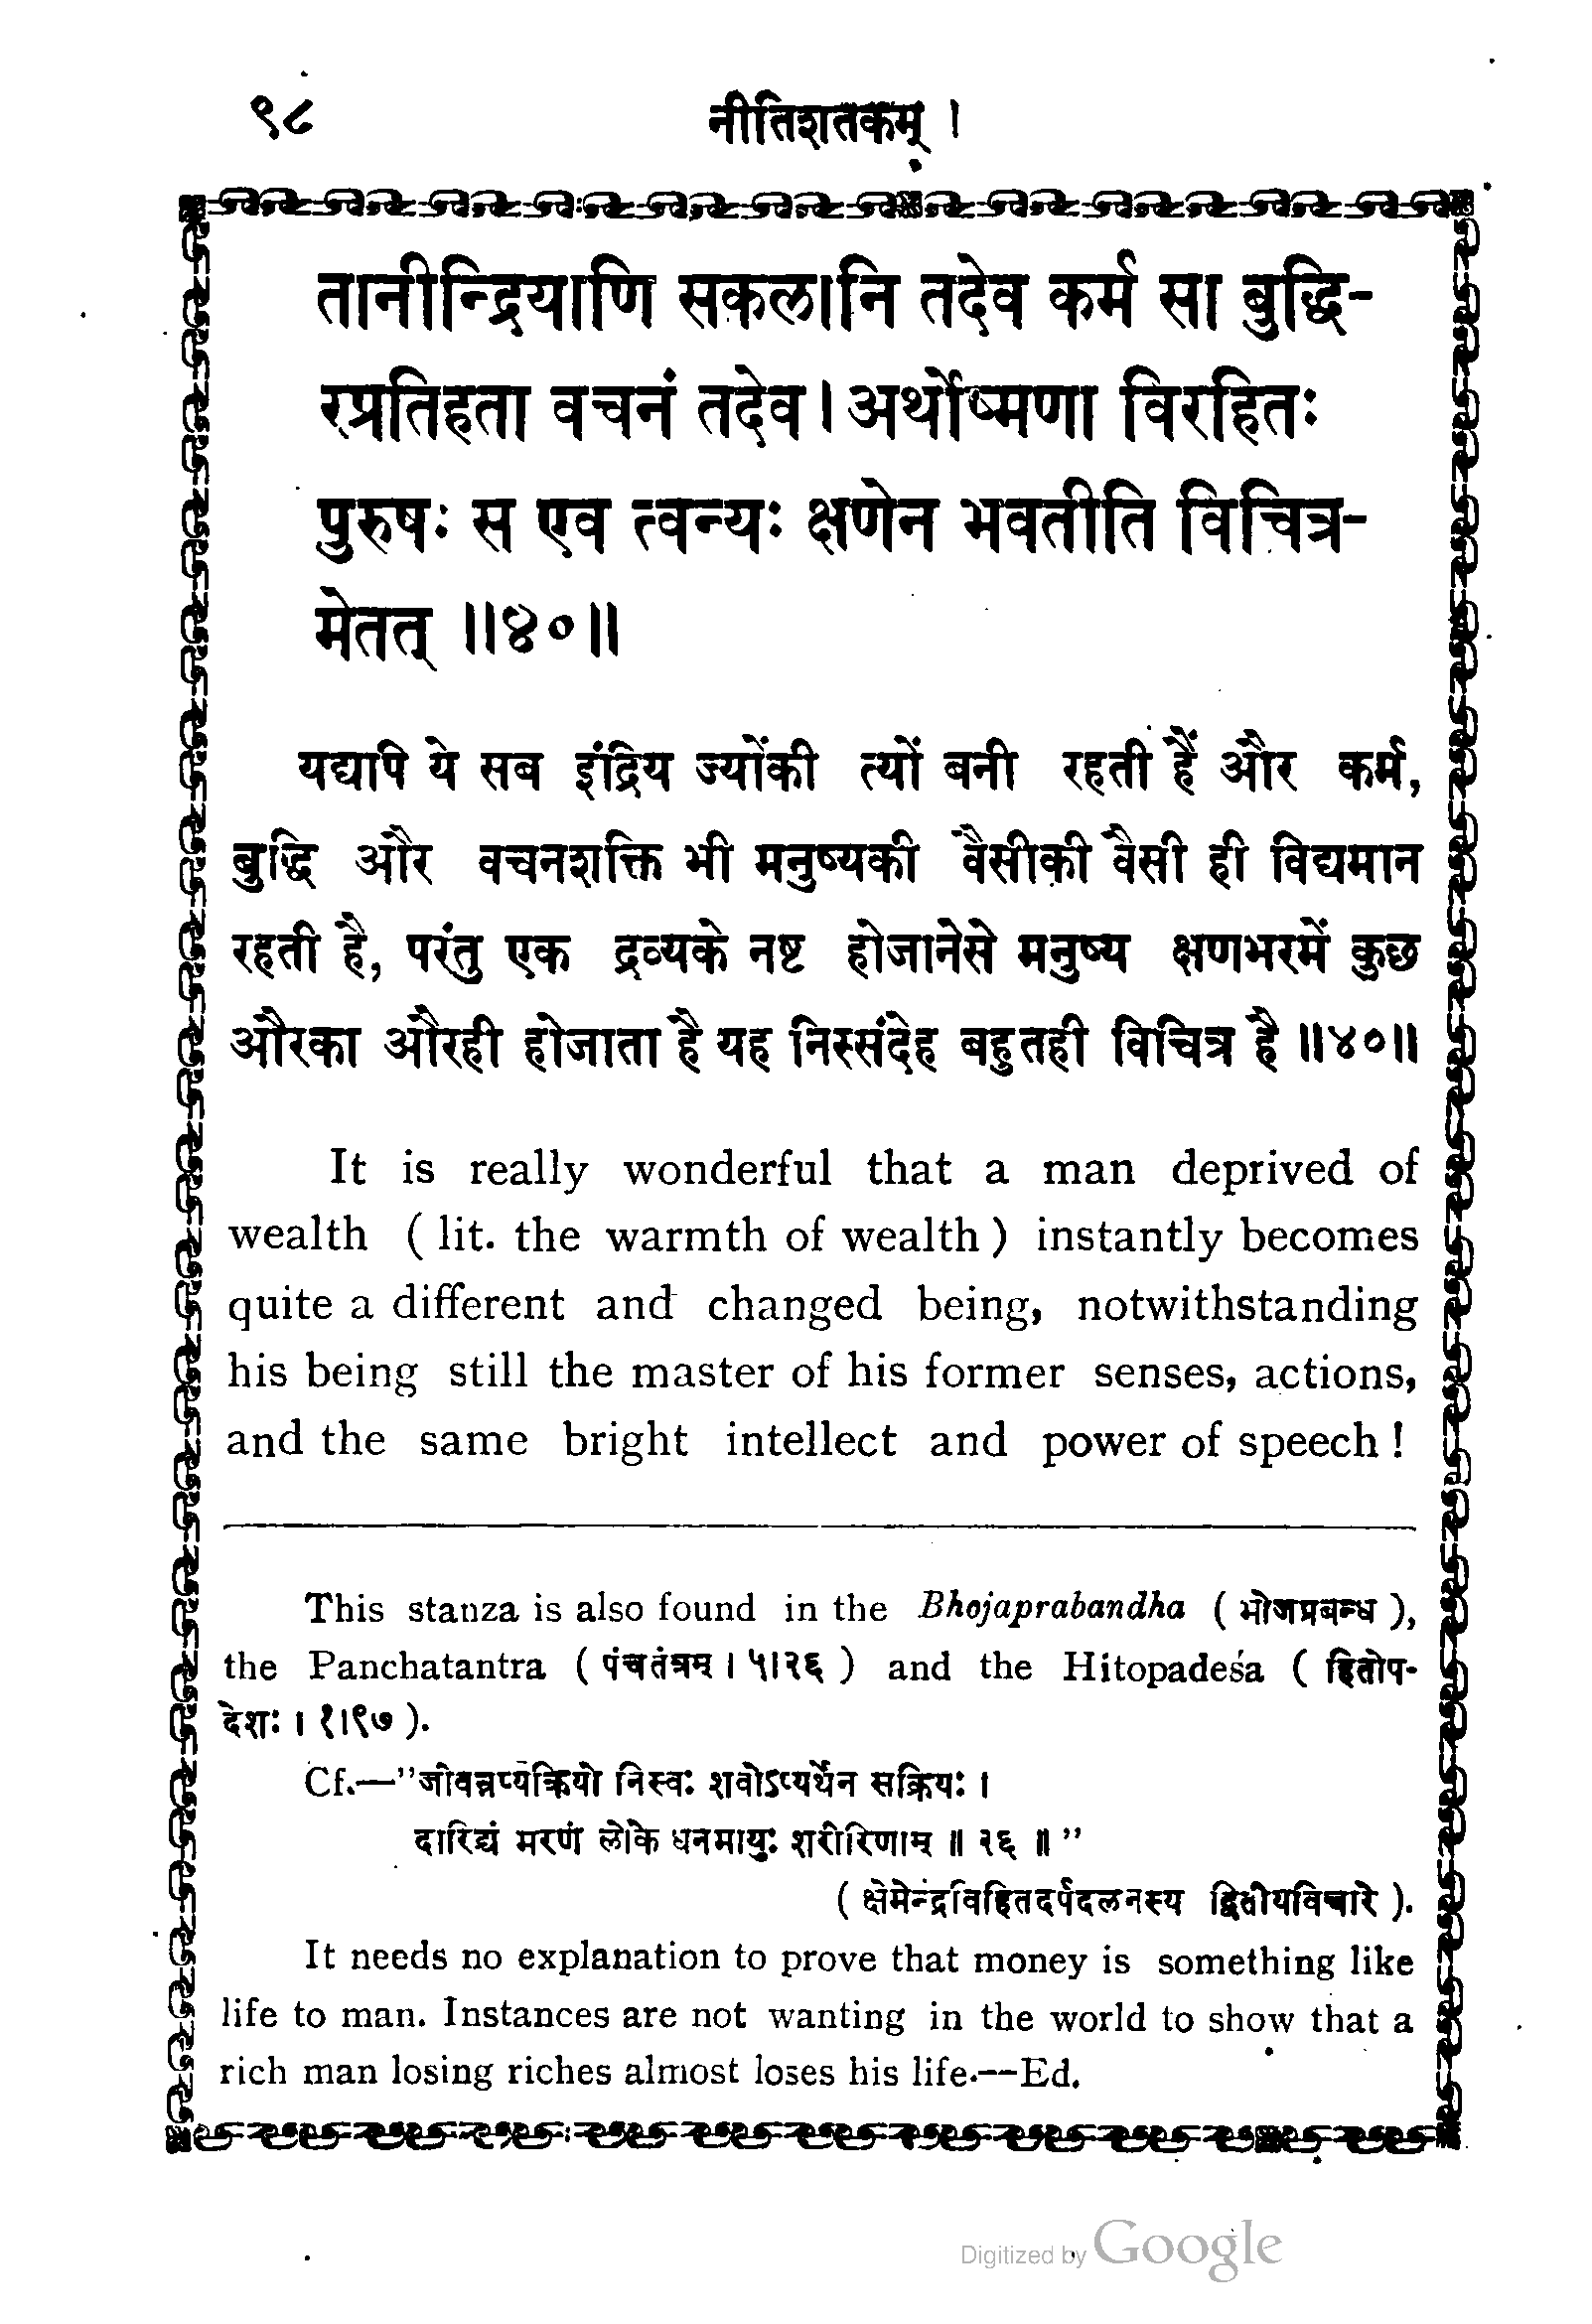 ९८
नीतिशतकम् ।
तानीन्द्रियाणि सकलानि तदेव कर्म सा बुद्धि-
रप्रतिहता वचनं तदेव । अर्थोष्मणा विरहितः
पुरुषः स एव त्वन्यः क्षणेन भवतीति विचित्र-
मेतत् ॥४०॥
यद्यपि ये सब इंद्रिय ज्योंकी त्यों बनी रहती हैं और कर्म,
बुद्धि और वचनशक्ति भी मनुष्यकी वैसीकी वैसी ही विद्यमान
रहती है, परंतु एक द्रव्यके नष्ट होजानेसे मनुष्य क्षणभरमें कुछ
औरका औरही होजाता है यह निस्संदेह बहुतही विचित्र है ॥४०॥
It is really wonderful that a man deprived of
wealth ( lit. the warmth of wealth ) instantly becomes
quite a different and changed being, notwithstanding
his being still the master of his former senses, actions,
and the same bright intellect and power of speech !
This stanza is also found in the Bhojaprabandha ( भोजप्रबन्ध ),
the Panchatantra ( पंचतंत्रम् । ५।२६ ) and the Hitopadeśa ( हितोप-
देशः । १।९७ ).
Cf.—"जीवन्नप्यक्रियो निस्वः शवोऽप्यर्थेन सक्रियः ।
दारिद्यं मरणं लोके धनमायुः शरीरिणाम् ॥ २६ ॥ ”
( क्षेमेन्द्रविहितदर्पदलनस्य द्वितीयविचारे ).
It needs no explanation to prove that money is something like
life to man. Instances are not wanting in the world to show that a
rich man losing riches almost loses his life.--Ed.
Digitized by Google